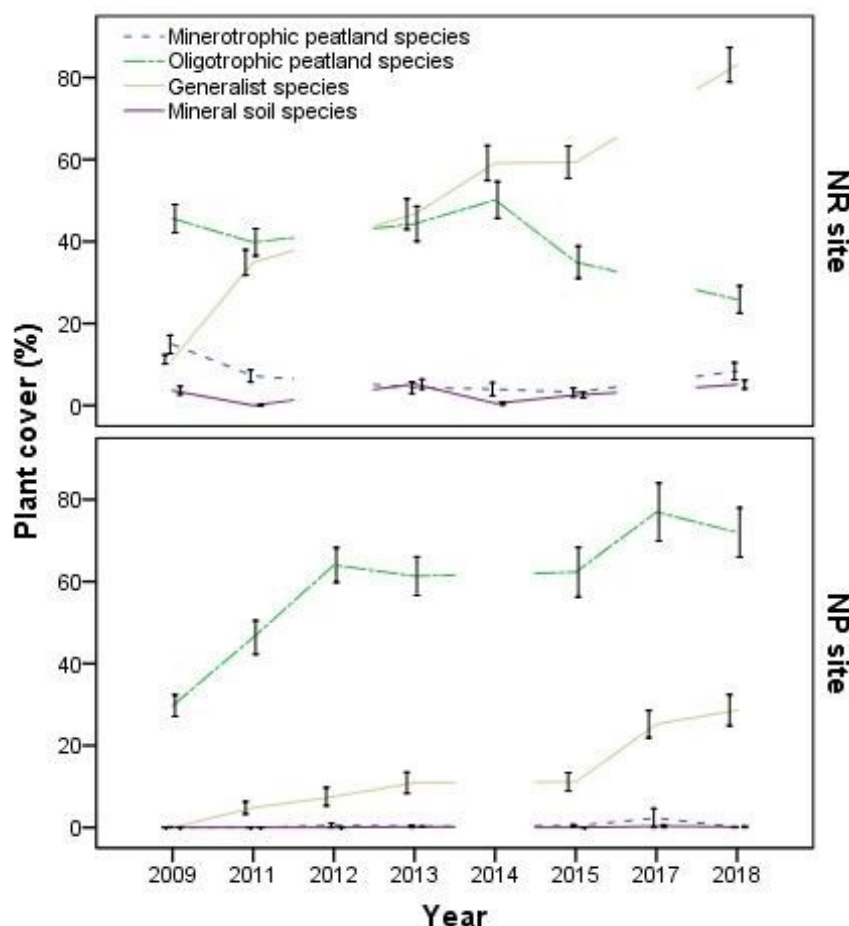 Minerotrophic peatland species
Oligotrophic peatland species
Generalist species
Mineral soil species
80
60
40
20
0
NR site
Plant cover (%)
80
60
40
20
0
NP site
2009 2011 2012 2013 2014 2015 2017 2018
Year